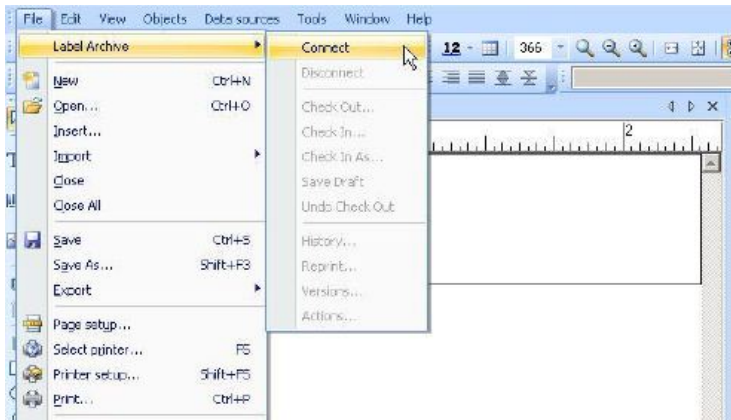 File Edit View Objects Data sources Tools Window Help
Label Archive
Connect
12
366
Disconnect
New Ctrl+N
Open... Ctrl+O
Check Out...
Insert...
Check In...
Import
Check In As...
2
Close
Save Draft
Close All
Undo Check Out
Save Ctrl+S
History...
Save As... Shift+F3
Reprint...
Export
Versions...
Page setup...
Actions...
Select printer... F5
Printer setup... Shift+F5
Print... Ctrl+P